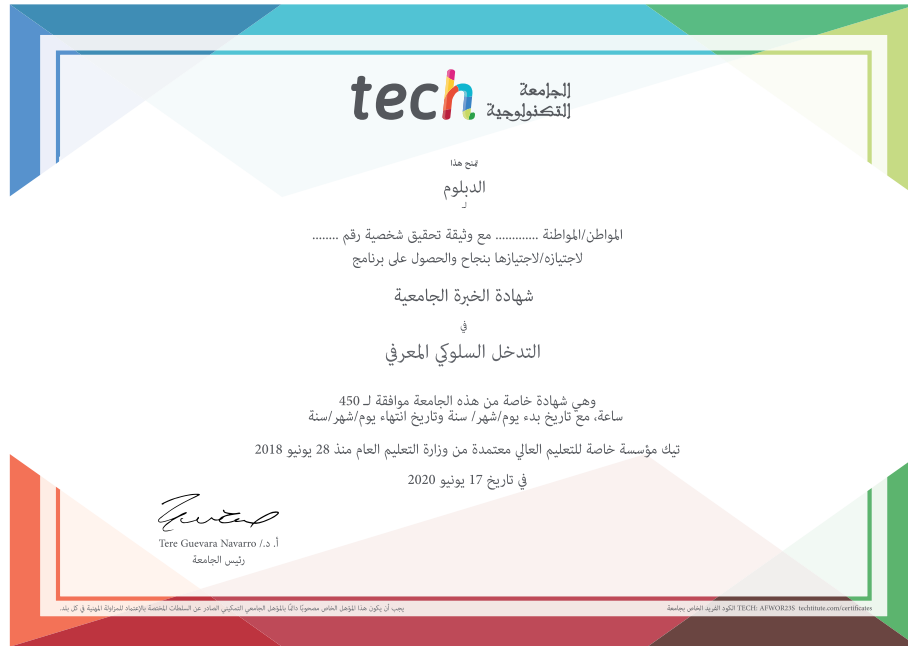 tech الجامعة
التكنولوجية
تمنح هذا
الدبلوم
لـ
المواطن/المواطنة ............. مع وثيقة تحقيق شخصية رقم ........
لاجتيازه/لاجتيازها بنجاح والحصول على برنامج
شهادة الخبرة الجامعية
في
التدخل السلوكي المعرفي
وهي شهادة خاصة من هذه الجامعة موافقة لـ 450
ساعة، مع تاريخ بدء يوم/شهر/ سنة وتاريخ انتهاء يوم/شهر/سنة
تيك مؤسسة خاصة للتعليم العالي معتمدة من وزارة التعليم العام منذ 28 يونيو 2018
في تاريخ 17 يونيو 2020
أ. د./ Tere Guevara Navarro
رئيس الجامعة
يجب أن يكون هذا المؤهل الخاص مصحوبًا دائمًا بالمؤهل الجامعي التمكيني الصادر عن السلطات المختصة بالإعتماد للمزاولة المهنية في كل بلد.
الكود الفريد الخاص بجامعة TECH: AFWOR23S techtitute.com/certificates